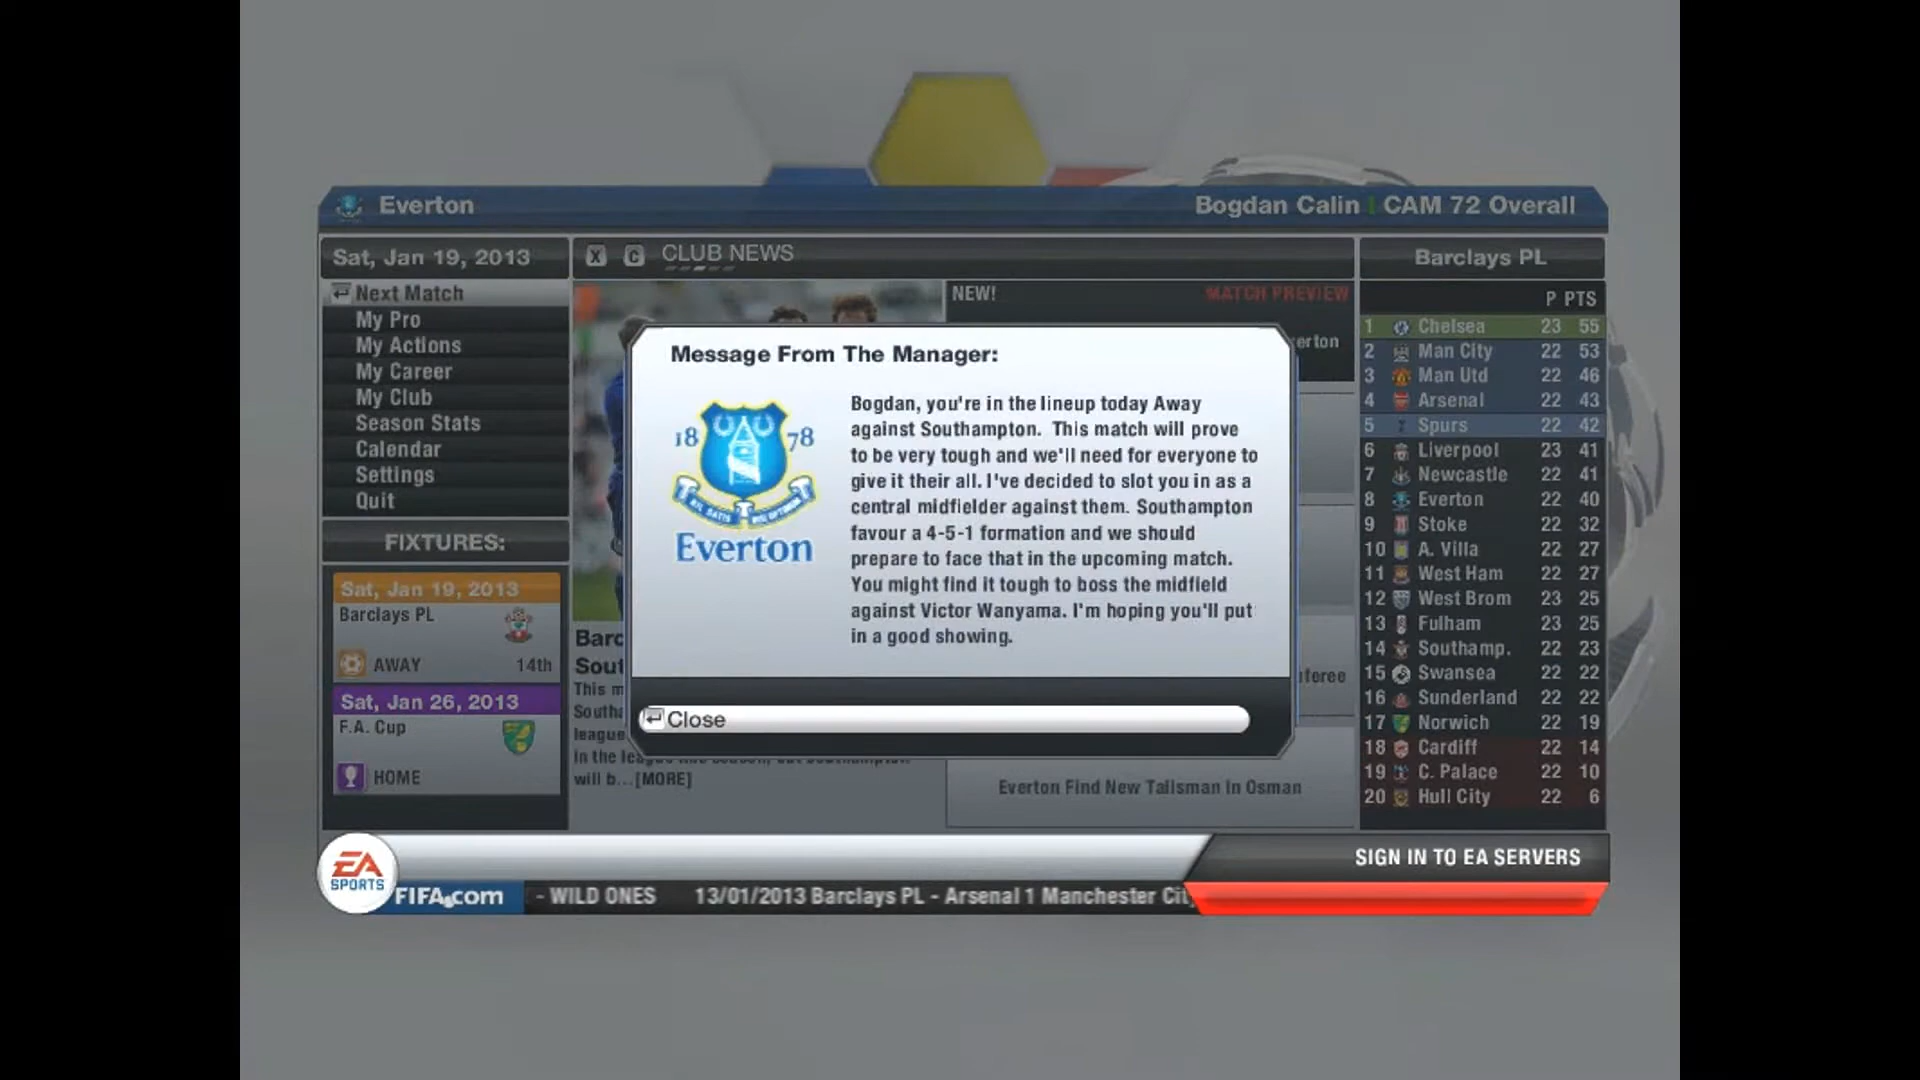 Everton
Bogdan Calin | CAM 72 Overall
Sat, Jan 19, 2013
Next Match
My Pro
My Actions
My Career
My Club
Season Stats
Calendar
Settings
Quit
FIXTURES:
Sat, Jan 19, 2013
Barclays PL
AWAY 14th
Sat, Jan 26, 2013
F.A. Cup
HOME
X C CLUB NEWS
NEW! MATCH PREVIEW
erton
Message From The Manager:
18 78
Everton
Bogdan, you're in the lineup today Away
against Southampton. This match will prove
to be very tough and we'll need for everyone to
give it their all. I've decided to slot you in as a
central midfielder against them. Southampton
favour a 4-5-1 formation and we should
prepare to face that in the upcoming match.
You might find it tough to boss the midfield
against Victor Wanyama. I'm hoping you'll put
in a good showing.
Close
Barc
Sout
This m
South
league
in the league
will b...[MORE]
feree
Everton Find New Talisman In Osman
Barclays PL
P PTS
1 Chelsea 23 55
2 Man City 22 53
3 Man Utd 22 46
4 Arsenal 22 43
5 Spurs 22 42
6 Liverpool 23 41
7 Newcastle 22 41
8 Everton 22 40
9 Stoke 22 32
10 A. Villa 22 27
11 West Ham 22 27
12 West Brom 23 25
13 Fulham 23 25
14 Southamp. 22 23
15 Swansea 22 22
16 Sunderland 22 22
17 Norwich 22 19
18 Cardiff 22 14
19 C. Palace 22 10
20 Hull City 22 6
SIGN IN TO EA SERVERS
EA
SPORTS
FIFA.com - WILD ONES 13/01/2013 Barclays PL - Arsenal 1 Manchester Cit